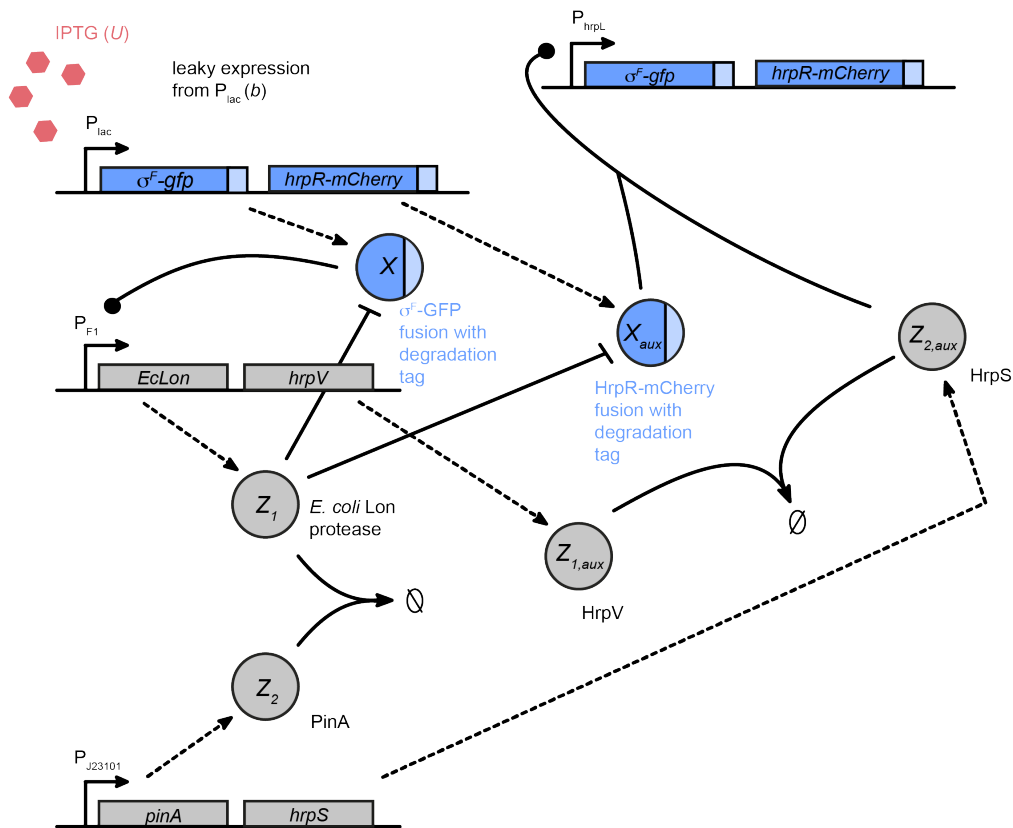 IPTG (U)
leaky expression
from Plac (b)
PhrpL
σF-gfp
hrpR-mCherry
Plac
σF-gfp
hrpR-mCherry
X
σF-GFP
fusion with
degradation
tag
Xaux
HrpR-mCherry
fusion with
degradation
tag
Z2,aux
HrpS
PF1
EcLon
hrpV
Z1
E. coli Lon
protease
Z1,aux
HrpV
∅
∅
Z2
PinA
PJ23101
pinA
hrpS